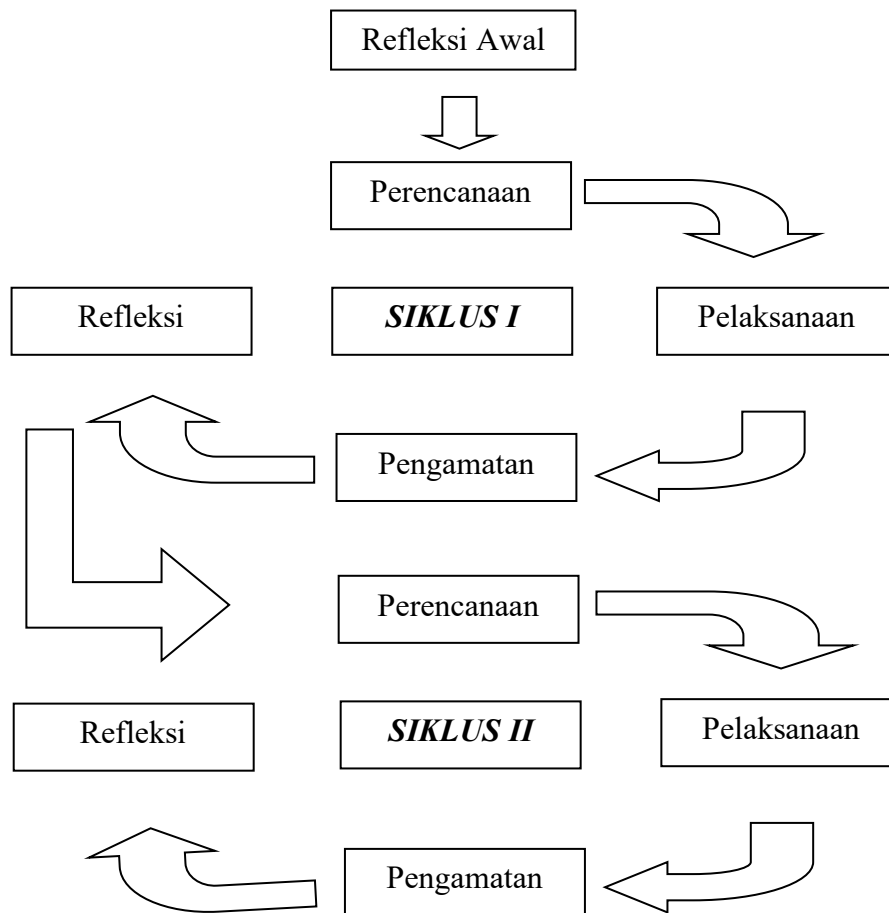 Refleksi Awal
Perencanaan
Refleksi
SIKLUS I
Pelaksanaan
Pengamatan
Perencanaan
Refleksi
SIKLUS II
Pelaksanaan
Pengamatan